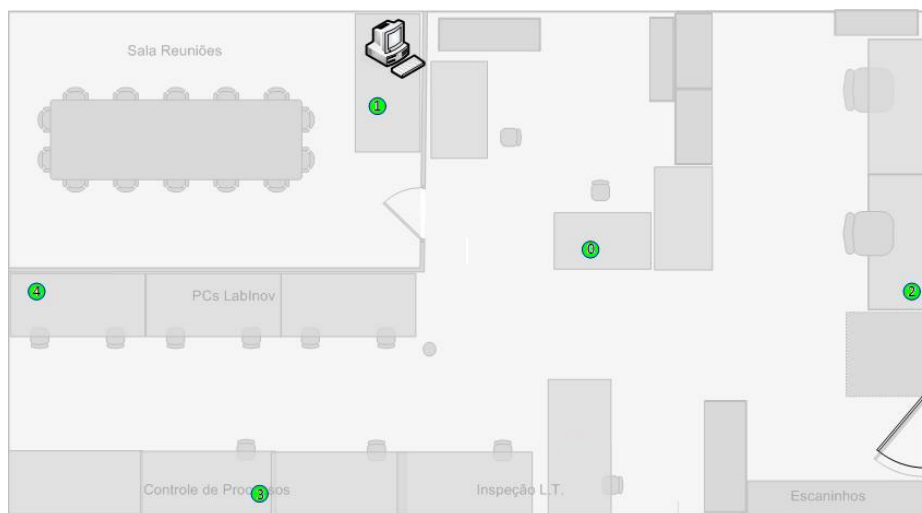 Sala Reuniões
1
0
4
PCs LabInov
2
Controle de Processos
3
Inspeção L.T.
Escaninhos